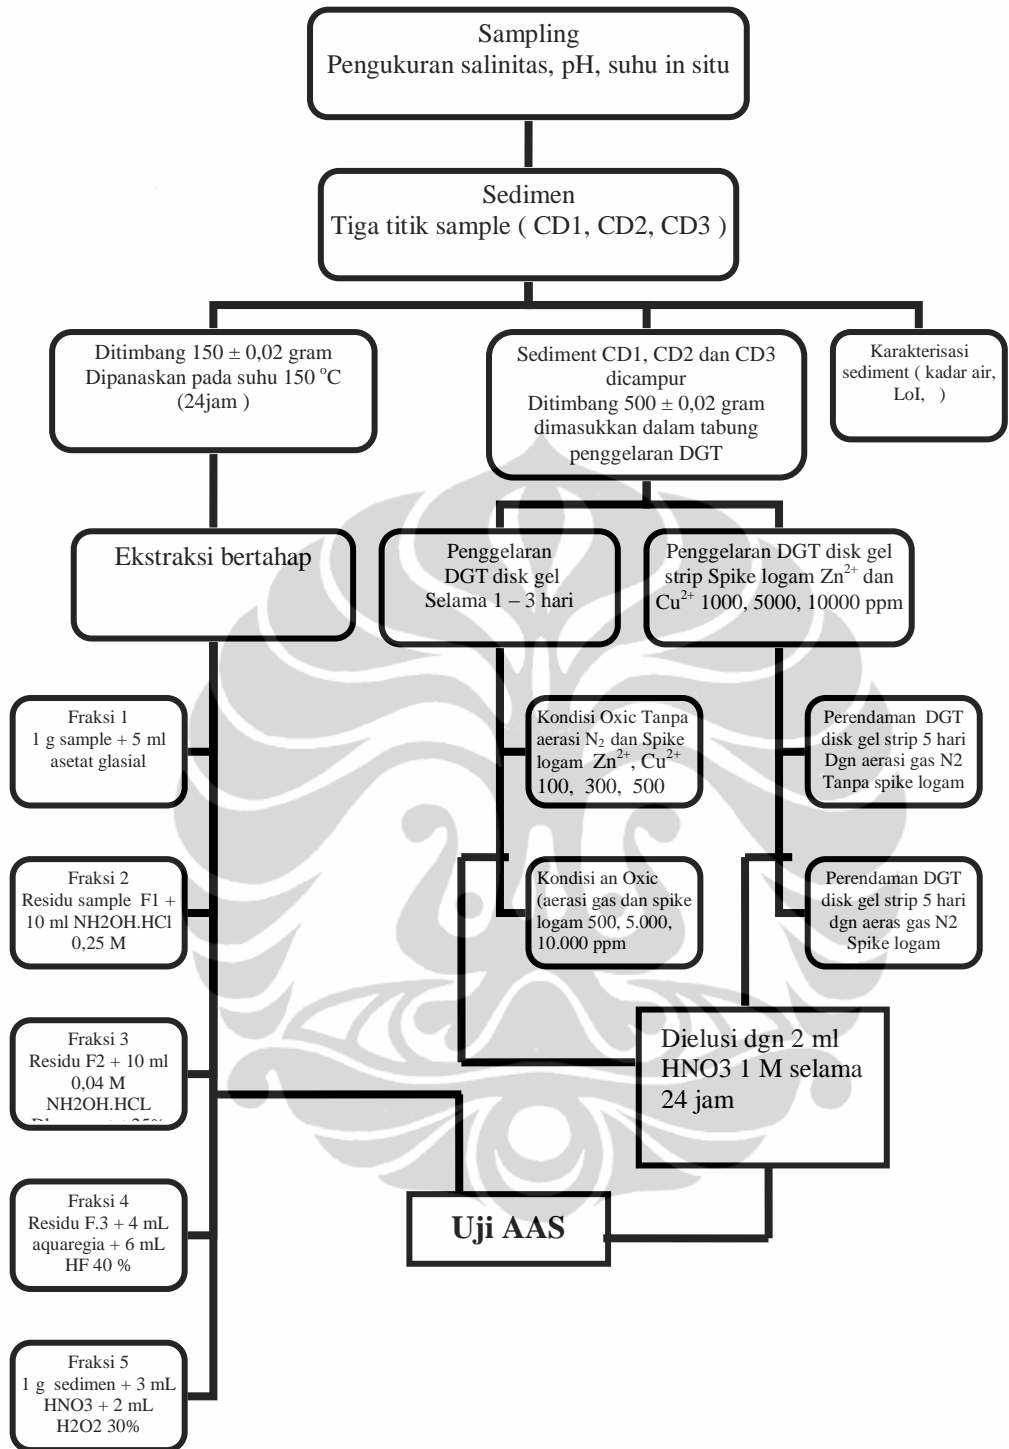 Sampling
Pengukuran salinitas, pH, suhu in situ
Sedimen
Tiga titik sample ( CD1, CD2, CD3 )
Ditimbang 150 ± 0,02 gram
Dipanaskan pada suhu 150 °C
(24jam )
Sediment CD1, CD2 dan CD3
dicampur
Ditimbang 500 ± 0,02 gram
dimasukkan dalam tabung
penggelaran DGT
Karakterisasi
sediment ( kadar air,
LoI, )
Ekstraksi bertahap
Penggelaran
DGT disk gel
Selama 1 – 3 hari
Penggelaran DGT disk gel
strip Spike logam Zn²⁺ dan
Cu²⁺ 1000, 5000, 10000 ppm
Fraksi 1
1 g sample + 5 ml
asetat glasial
Kondisi Oxic Tanpa
aerasi N₂ dan Spike
logam Zn²⁺, Cu²⁺
100, 300, 500
Perendaman DGT
disk gel strip 5 hari
Dgn aerasi gas N2
Tanpa spike logam
Fraksi 2
Residu sample F1 +
10 ml NH2OH.HCl
0,25 M
Kondisi an Oxic
(aerasi gas dan spike
logam 500, 5.000,
10.000 ppm
Perendaman DGT
disk gel strip 5 hari
dgn aeras gas N2
Spike logam
Fraksi 3
Residu F2 + 10 ml
0,04 M
NH2OH.HCL
Dielusi dgn 2 ml
HNO3 1 M selama
24 jam
Fraksi 4
Residu F.3 + 4 mL
aquaregia + 6 mL
HF 40 %
Uji AAS
Fraksi 5
1 g sedimen + 3 mL
HNO3 + 2 mL
H2O2 30%